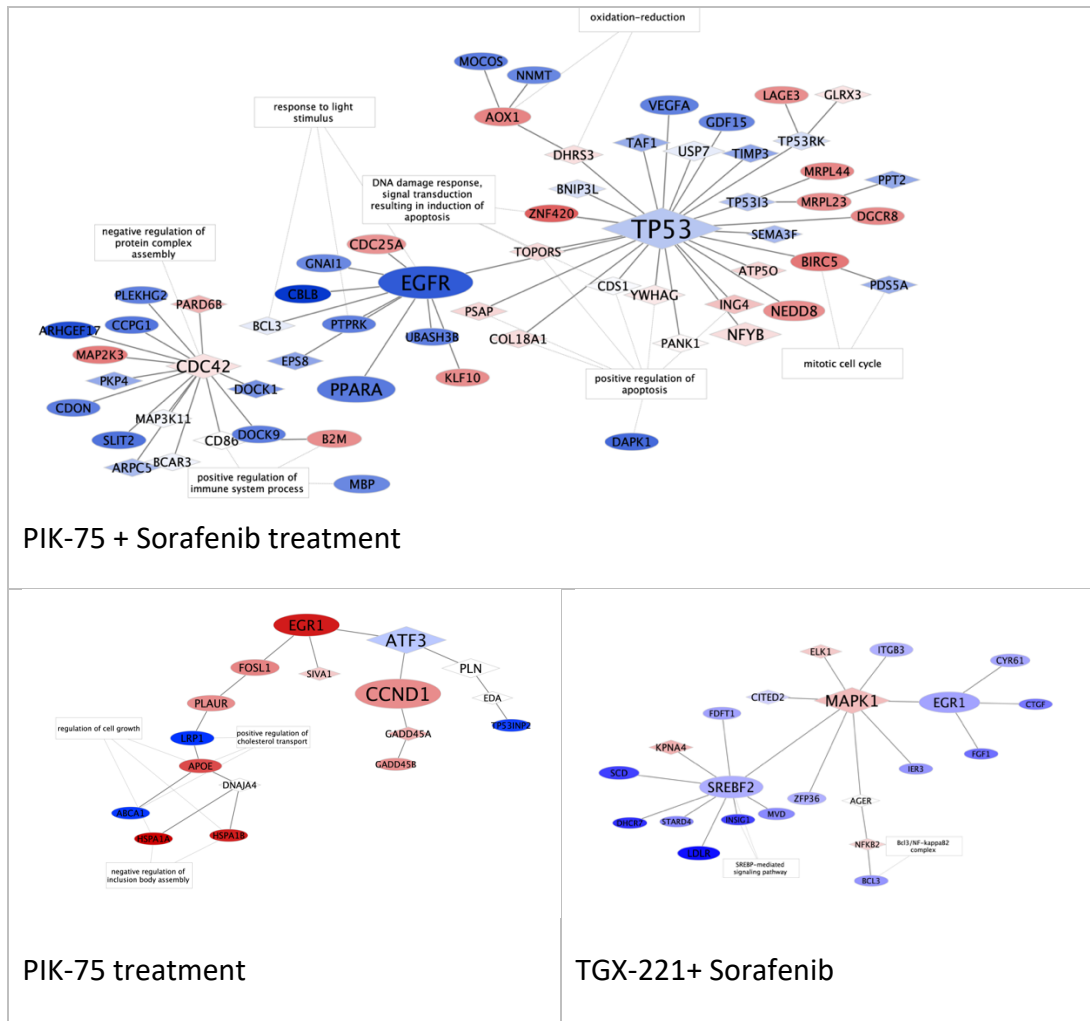 oxidation-reduction
MOCOS
NNMT
AOX1
response to light
stimulus
VEGFA
GDF15
LAGE3
GLRX3
TAF1
USP7
TIMP3
TP53RK
DHRS3
BNIP3L
DNA damage response,
signal transduction
resulting in induction of
apoptosis
MRPL44
PPT2
TP53I3
MRPL23
ZNF420
DGCR8
TP53
SEMA3F
negative regulation of
protein complex
assembly
CDC25A
TOPORS
BIRC5
GNAI1
EGFR
ATP5O
CDS1
YWHAG
PDS5A
PLEKHG2
PARD6B
CBLB
ARHGEF17
CCPG1
BCL3
PTPRK
UBASH3B
PSAP
ING4
NEDD8
COL18A1
NFYB
PANK1
MAP2K3
CDC42
EPS8
mitotic cell cycle
PKP4
DOCK1
PPARA
KLF10
positive regulation of
apoptosis
CDON
MAP3K11
SLIT2
CD86
DOCK9
B2M
DAPK1
ARPC5
BCAR3
positive regulation of
immune system process
MBP
PIK-75 + Sorafenib treatment
EGR1
ATF3
FOSL1
SIVA1
PLN
CCND1
EDA
PLAUR
TP53INP2
regulation of cell growth
LRP1
positive regulation of
cholesterol transport
GADD45A
APOE
GADD45B
DNAJA4
ABCA1
HSPA1A
HSPA1B
negative regulation of
inclusion body assembly
PIK-75 treatment
ELK1
ITGB3
CYR61
CITED2
MAPK1
EGR1
CTGF
FDFT1
KPNA4
FGF1
IER3
SCD
SREBF2
ZFP36
AGER
DHCR7
STARD4
INSIG1
MVD
LDLR
NFKB2
Bcl3/NF-kappaB2
complex
SREBP-mediated
signaling pathway
BCL3
TGX-221+ Sorafenib